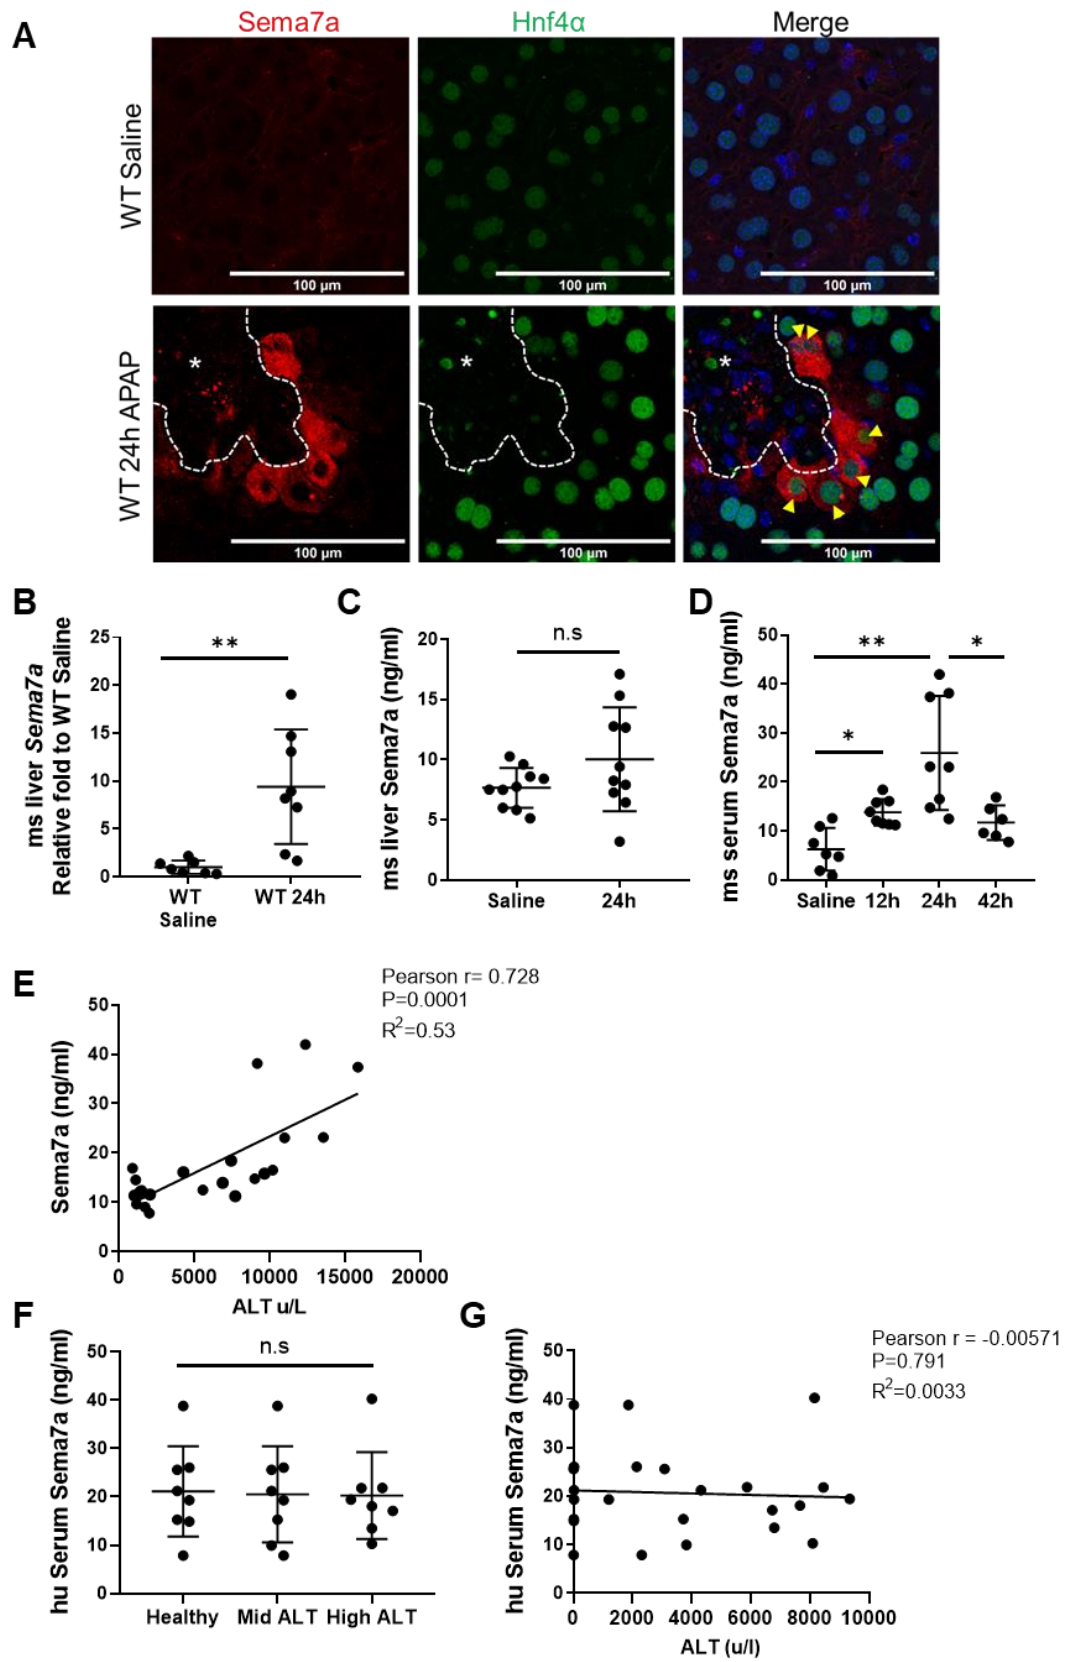 A
Sema7a
Hnf4α
Merge
WT Saline
100 µm
100 µm
100 µm
WT 24h APAP
*
*
*
100 µm
100 µm
100 µm
B
ms liver Sema7a
Relative fold to WT Saline
25
20
15
10
5
0
**
WT
Saline
WT 24h
C
ms liver Sema7a (ng/ml)
20
15
10
5
0
n.s
Saline
24h
D
ms serum Sema7a (ng/ml)
50
40
30
20
10
0
**
*
*
Saline
12h
24h
42h
E
Pearson r= 0.728
P=0.0001
R²=0.53
Sema7a (ng/ml)
50
40
30
20
10
0
0
5000
10000
15000
20000
ALT u/L
F
hu Serum Sema7a (ng/ml)
50
40
30
20
10
0
n.s
Healthy
Mid ALT
High ALT
G
Pearson r = -0.00571
P=0.791
R²=0.0033
hu Serum Sema7a (ng/ml)
50
40
30
20
10
0
0
2000
4000
6000
8000
10000
ALT (u/l)